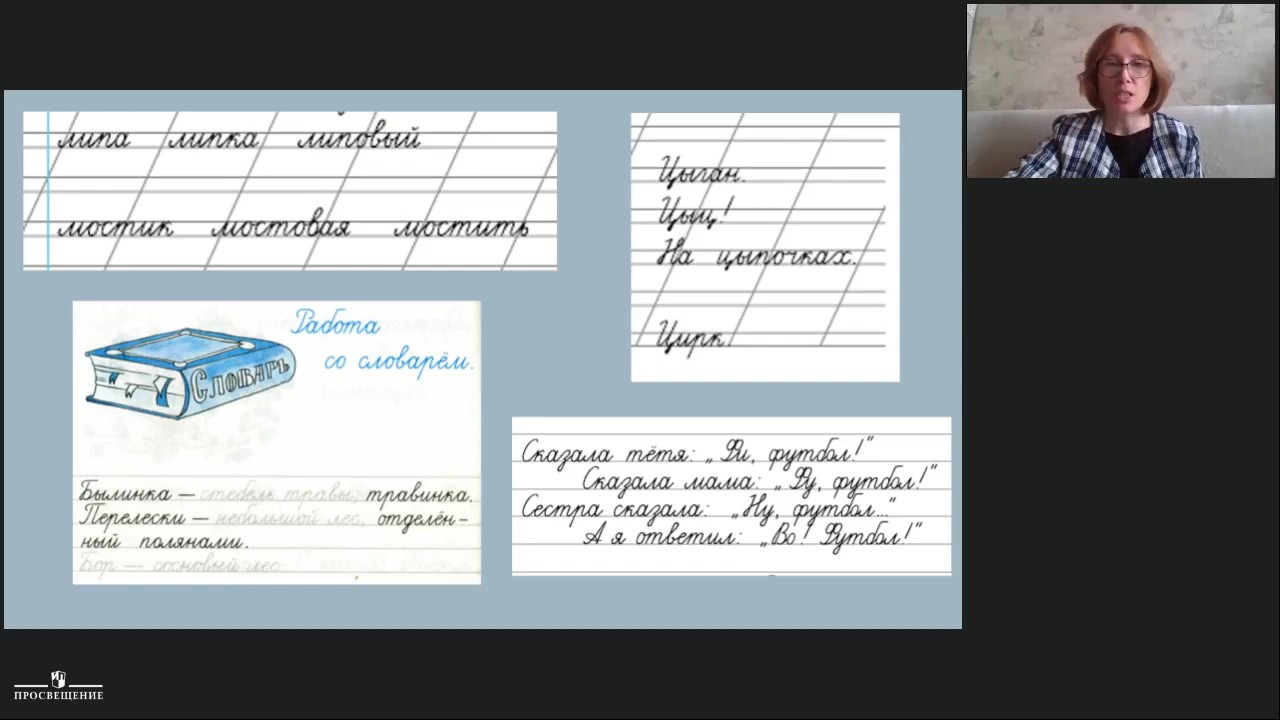 липа липка липовый
мостик мостовая мостить
Цыган.
Цыц!
На цыпочках.
Цирк.
Работа
со словарём.
СЛОВАРЬ
Былинка — стебель травы, травинка.
Перелески — небольшой лес, отделён-
ный полянами.
Бор — сосновый лес.
Сказала тётя: „Фи, футбол!"
Сказала мама: „Фу, футбол!"
Сестра сказала: „Ну, футбол..."
А я ответил: „Во! Футбол!"
ПРОСВЕЩЕНИЕ